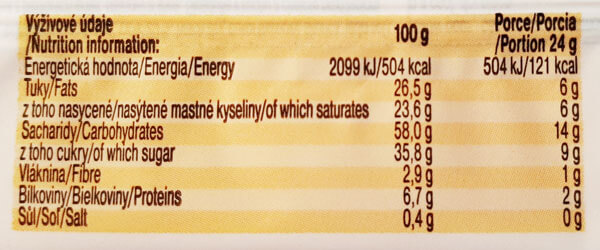 Výživové údaje
/Nutrition information: 100 g Porce/Porcia
/Portion 24 g
Energetická hodnota/Energia/Energy 2099 kJ/504 kcal 504 kJ/121 kcal
Tuky/Fats 26,5 g 6 g
z toho nasycené/nasýtené mastné kyseliny/of which saturates 23,6 g 6 g
Sacharidy/Carbohydrates 58,0 g 14 g
z toho cukry/of which sugar 35,8 g 9 g
Vláknina/Fibre 2,9 g 1 g
Bílkoviny/Bielkoviny/Proteins 6,7 g 2 g
Sůl/Soľ/Salt 0,4 g 0 g